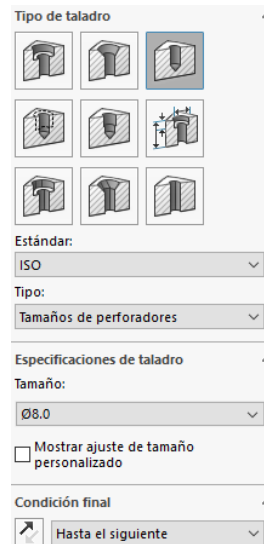 Tipo de taladro
Estándar:
ISO
Tipo:
Tamaños de perforadores
Especificaciones de taladro
Tamaño:
Ø8.0
Mostrar ajuste de tamaño
personalizado
Condición final
Hasta el siguiente